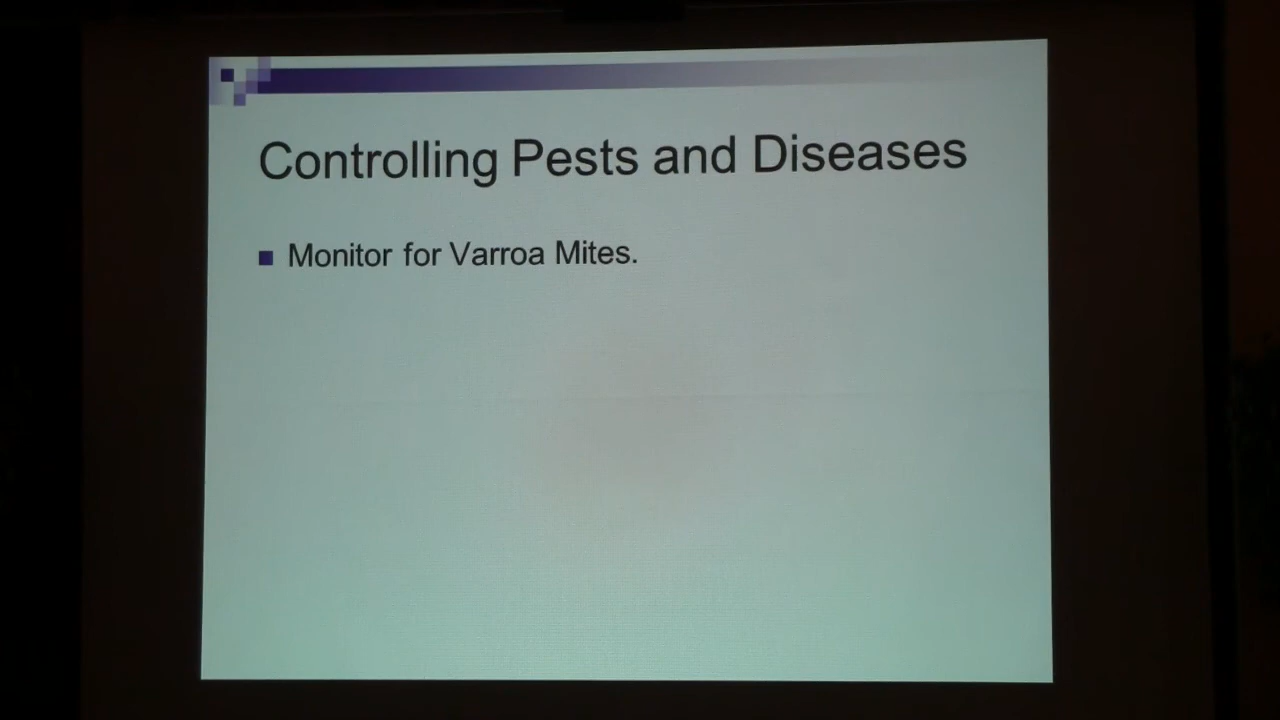 Controlling Pests and Diseases
Monitor for Varroa Mites.